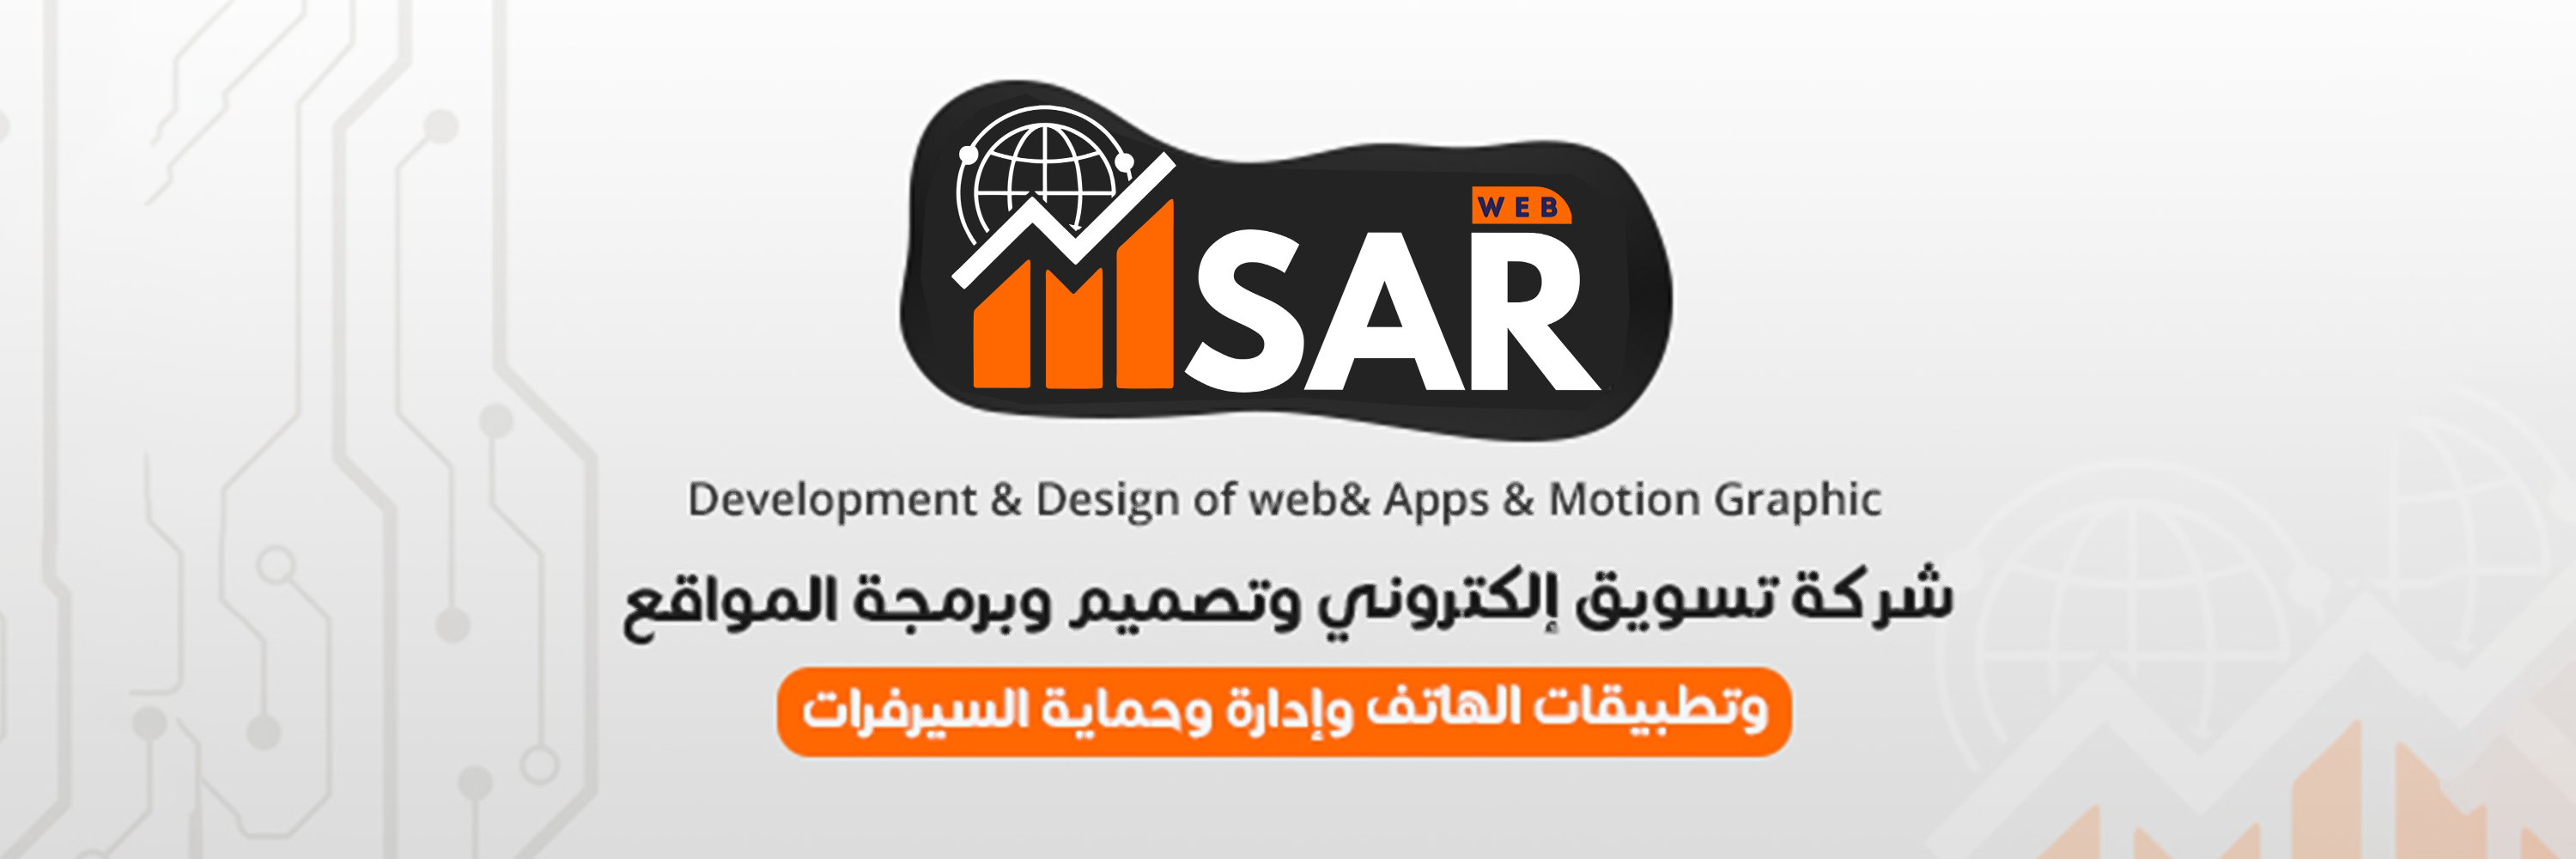 WEB
MSAR
Development & Design of web& Apps & Motion Graphic
شركة تسويق إلكتروني وتصميم وبرمجة المواقع
وتطبيقات الهاتف وإدارة وحماية السيرفرات